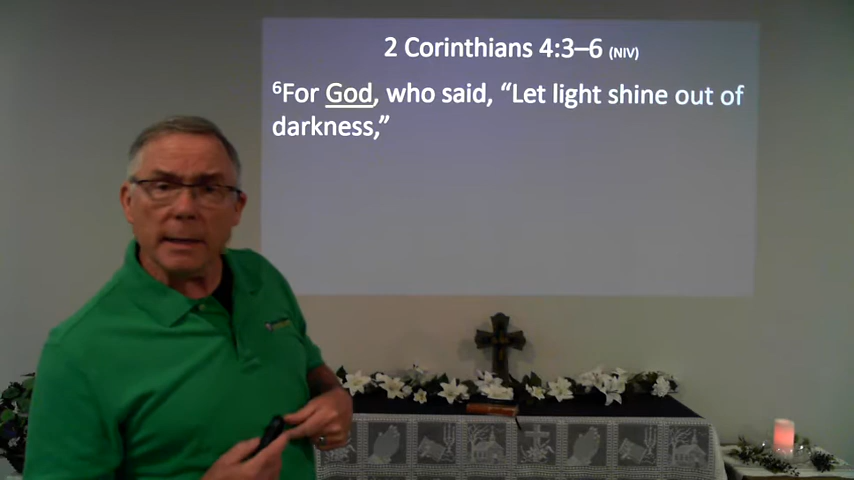 2 Corinthians 4:3–6 (NIV)
⁶For God, who said, “Let light shine out of
darkness,”